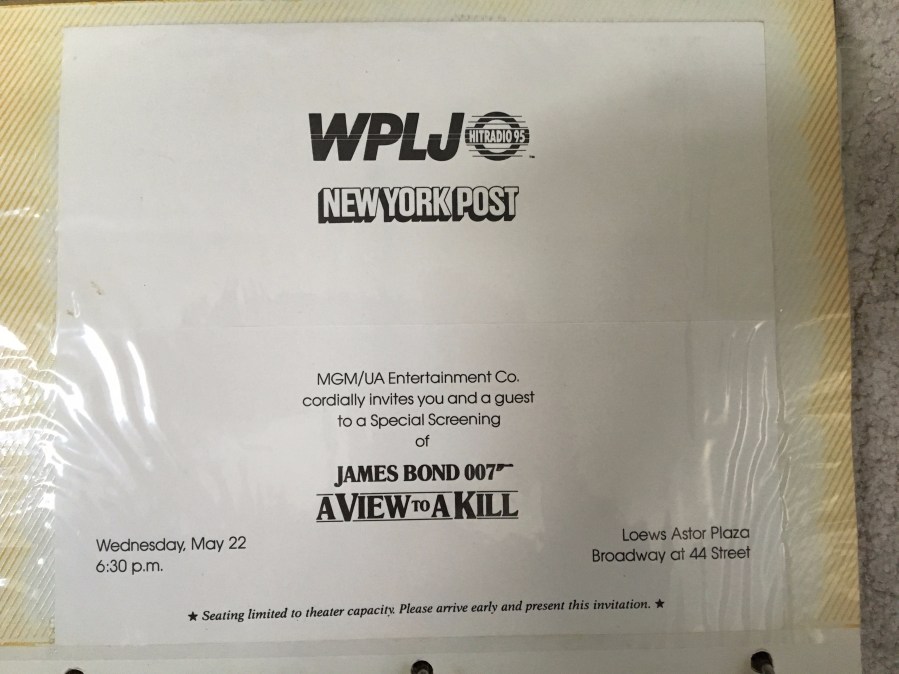 WPLJ HITRADIO 95 ™
NEW YORK POST
MGM/UA Entertainment Co.
cordially invites you and a guest
to a Special Screening
of
JAMES BOND 007
A VIEW TO A KILL
Wednesday, May 22
6:30 p.m.
Loews Astor Plaza
Broadway at 44 Street
★ Seating limited to theater capacity. Please arrive early and present this invitation. ★